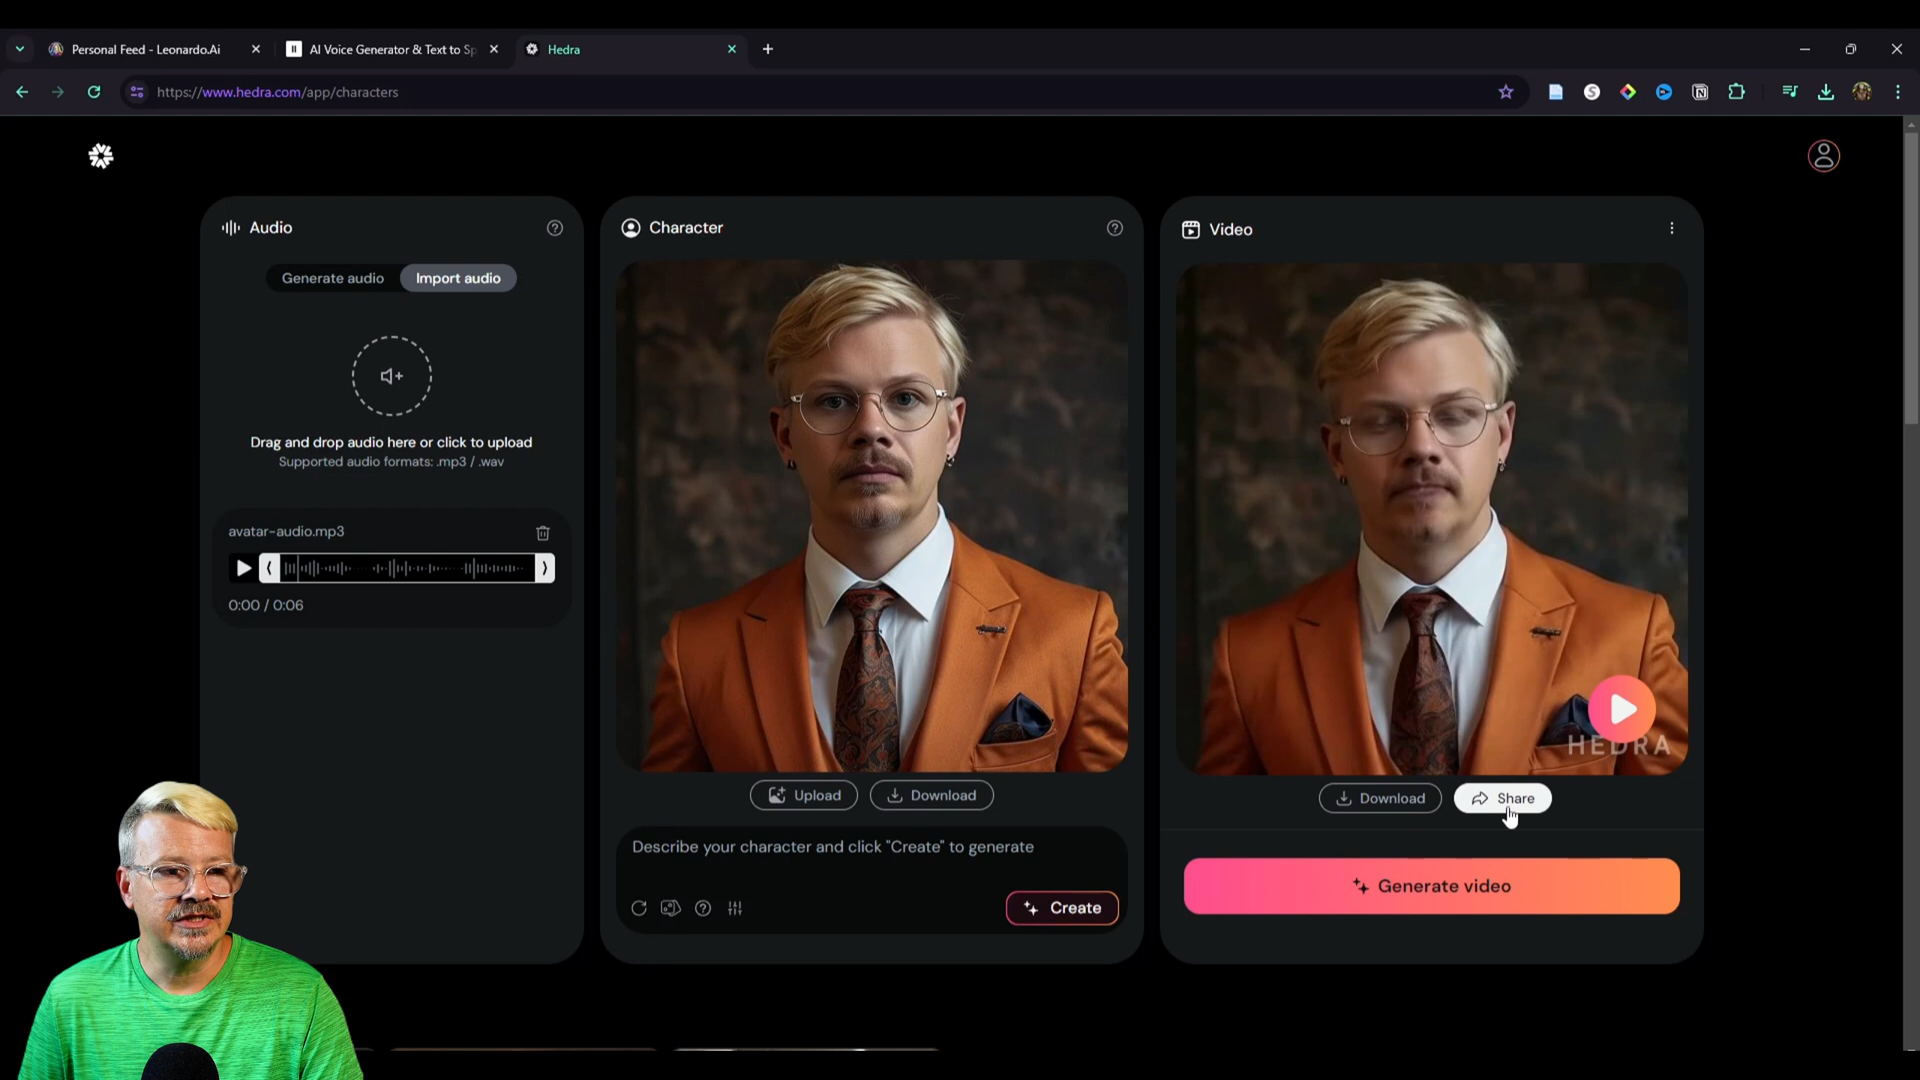 Personal Feed - Leonardo.Ai
AI Voice Generator & Text to Sp
Hedra
https://www.hedra.com/app/characters
Audio
Generate audio
Import audio
Drag and drop audio here or click to upload
Supported audio formats: .mp3 / .wav
avatar-audio.mp3
0:00 / 0:06
Character
Upload
Download
Describe your character and click "Create" to generate
Create
Video
HEDRA
Download
Share
Generate video